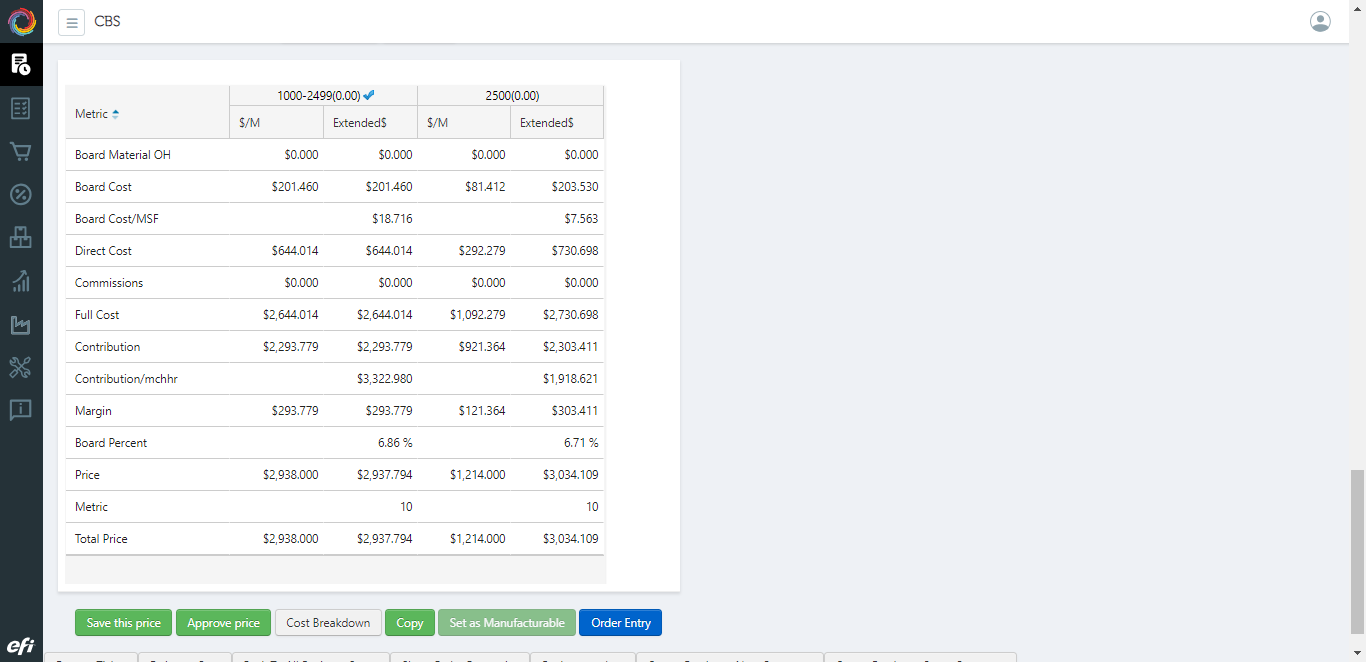 CBS
Metric 1000-2499(0.00) 2500(0.00)
$/M Extended$ $/M Extended$
Board Material OH $0.000 $0.000 $0.000 $0.000
Board Cost $201.460 $201.460 $81.412 $203.530
Board Cost/MSF $18.716 $7.563
Direct Cost $644.014 $644.014 $292.279 $730.698
Commissions $0.000 $0.000 $0.000 $0.000
Full Cost $2,644.014 $2,644.014 $1,092.279 $2,730.698
Contribution $2,293.779 $2,293.779 $921.364 $2,303.411
Contribution/mchhr $3,322.980 $1,918.621
Margin $293.779 $293.779 $121.364 $303.411
Board Percent 6.86 % 6.71 %
Price $2,938.000 $2,937.794 $1,214.000 $3,034.109
Metric 10 10
Total Price $2,938.000 $2,937.794 $1,214.000 $3,034.109
Save this price Approve price Cost Breakdown Copy Set as Manufacturable Order Entry
efi